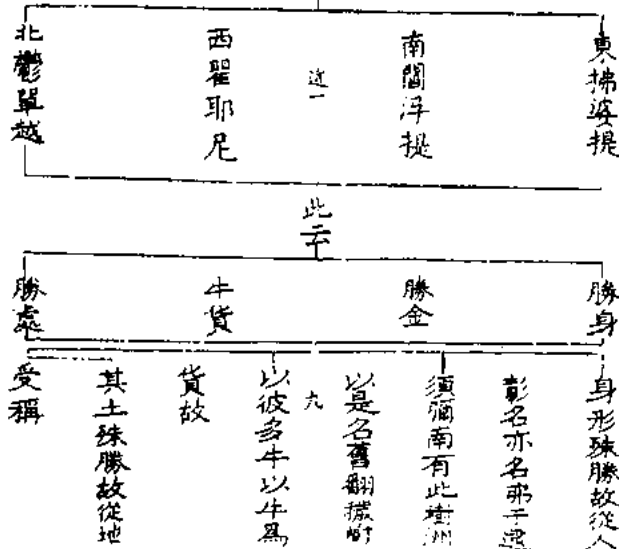 東拂婆提
南閻浮提
近一
西瞿耶尼
北鬱單越
此云
勝身
勝金
牛貨
勝處
身形殊勝故從人
彰名亦名弗于逮
須彌南有此樹洲
以是名舊翻穢樹
九
以彼多牛以牛為
貨故
其土殊勝故從地
受稱